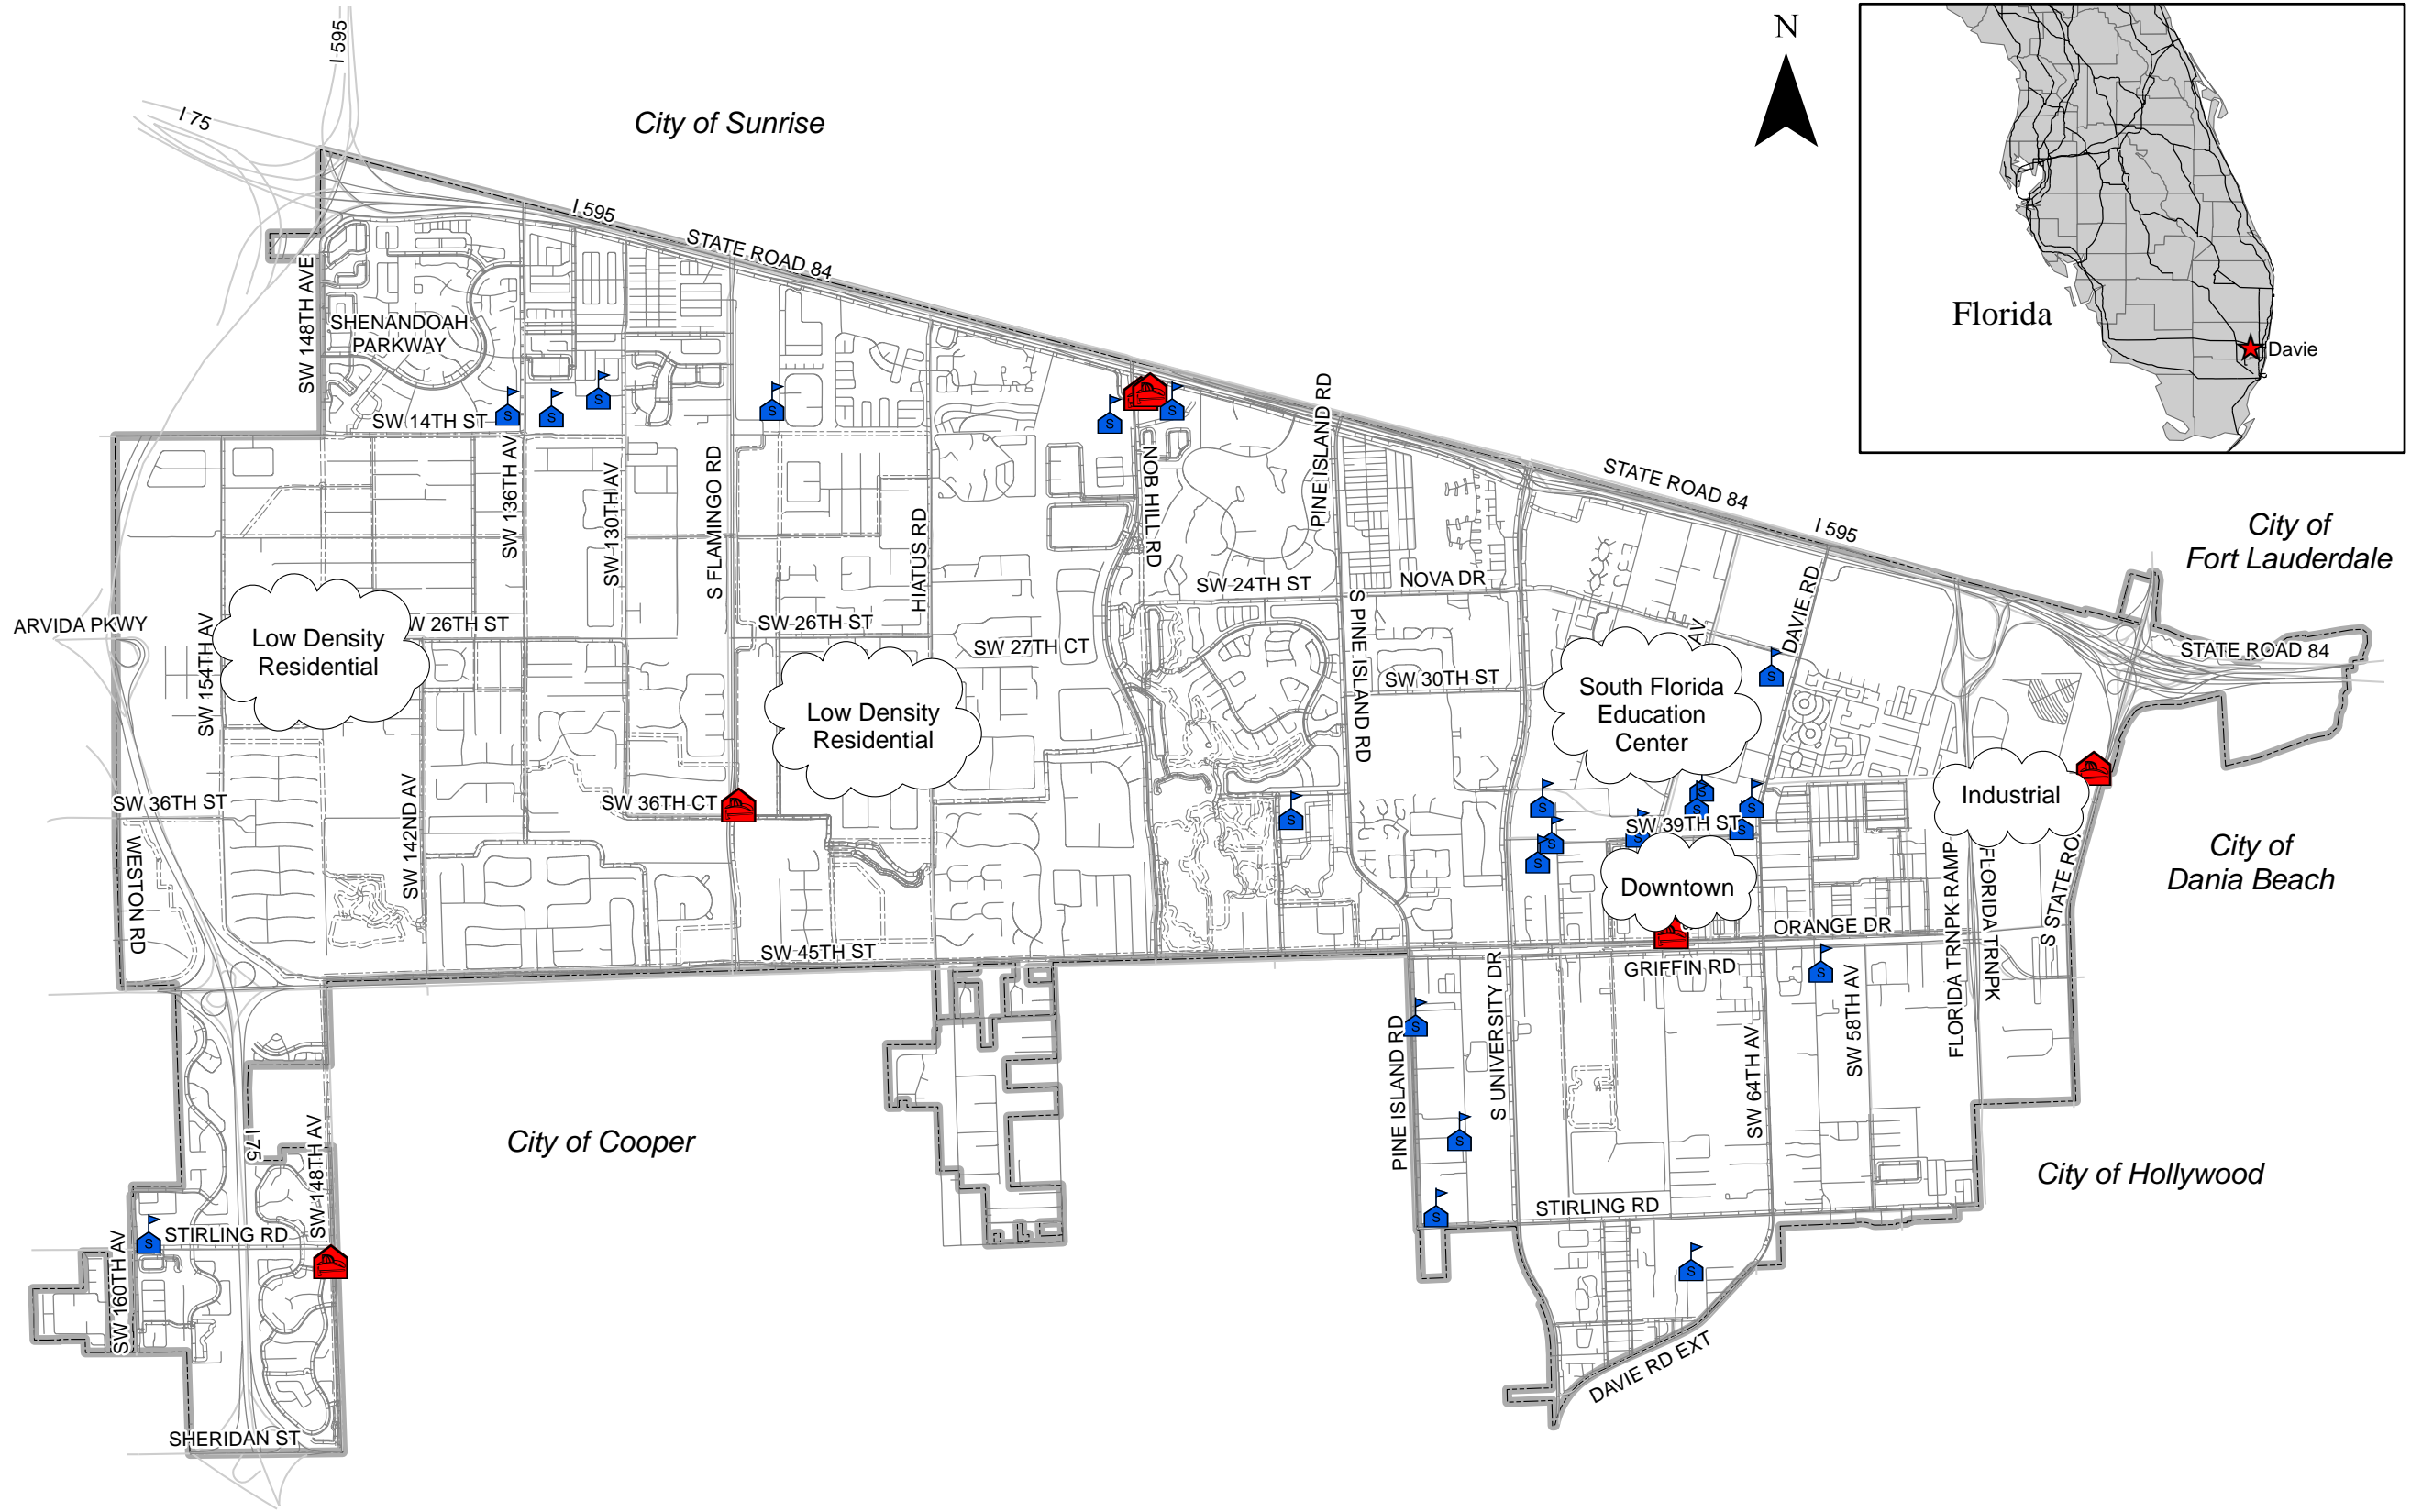 I 595
N
I 75
City of Sunrise
I 595
STATE ROAD 84
SW 148TH AVE
SHENANDOAH
PARKWAY
Florida
Davie
SW 14TH ST
S
S
S
S
S
S
SW 136TH AV
SW 130TH AV
S FLAMINGO RD
HIATUS RD
NOB HILL RD
PINE ISLAND RD
STATE ROAD 84
I 595
City of
Fort Lauderdale
SW 24TH ST
NOVA DR
ARVIDA PKWY
SW 154TH AV
Low Density
Residential
W 26TH ST
SW 26TH ST
SW 27TH CT
S PINE ISLAND RD
SW 30TH ST
AV
DAVIE RD
S
STATE ROAD 84
Low Density
Residential
South Florida
Education
Center
SW 36TH ST
SW 142ND AV
SW 36TH CT
Industrial
S
S
S
S
S
S
SW 39TH ST
S
S
S
S
WESTON RD
Downtown
City of
Dania Beach
SW 45TH ST
ORANGE DR
GRIFFIN RD
S
FLORIDA TRNPK RAMP
FLORIDA TRNPK
S STATE RO
S UNIVERSITY DR
S
PINE ISLAND RD
SW 64TH AV
SW 58TH AV
I 75
SW 148TH AV
City of Cooper
S
City of Hollywood
S
STIRLING RD
SW 160TH AV
S
STIRLING RD
S
DAVIE RD EXT
SHERIDAN ST